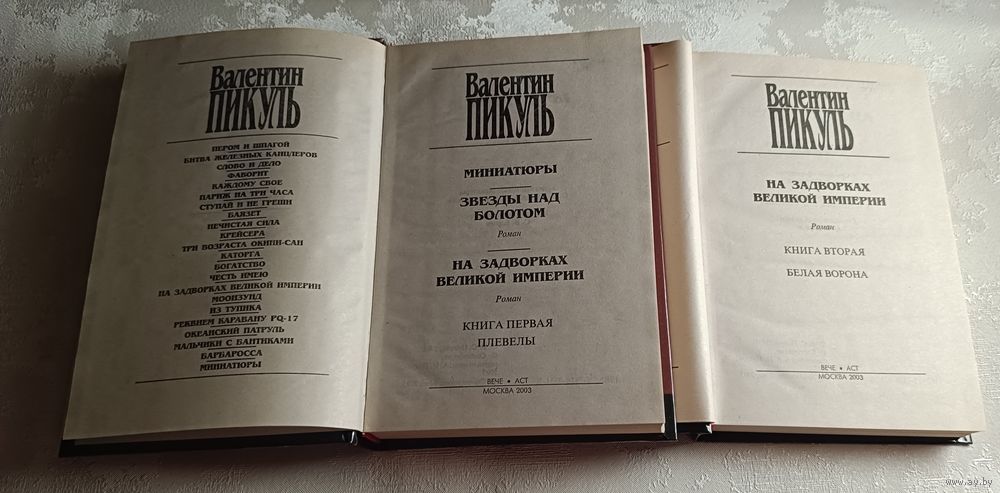 Валентин
ПИКУЛЬ
ПЕРОМ И ШПАГОЙ
БИТВА ЖЕЛЕЗНЫХ КАНЦЛЕРОВ
СЛОВО И ДЕЛО
ФАВОРИТ
КАЖДОМУ СВОЕ
ПАРИЖ НА ТРИ ЧАСА
СТУПАЙ И НЕ ГРЕШИ
БАЯЗЕТ
НЕЧИСТАЯ СИЛА
КРЕЙСЕРА
ТРИ ВОЗРАСТА ОКИНИ-САН
КАТОРГА
БОГАТСТВО
ЧЕСТЬ ИМЕЮ
НА ЗАДВОРКАХ ВЕЛИКОЙ ИМПЕРИИ
МООНЗУНД
ИЗ ТУПИКА
РЕКВИЕМ КАРАВАНУ PQ-17
ОКЕАНСКИЙ ПАТРУЛЬ
МАЛЬЧИКИ С БАНТИКАМИ
БАРБАРОССА
МИНИАТЮРЫ
Валентин
ПИКУЛЬ
МИНИАТЮРЫ
ЗВЕЗДЫ НАД
БОЛОТОМ
Роман
НА ЗАДВОРКАХ
ВЕЛИКОЙ ИМПЕРИИ
Роман
КНИГА ПЕРВАЯ
ПЛЕВЕЛЫ
ВЕЧЕ • АСТ
МОСКВА 2003
Валентин
ПИКУЛЬ
НА ЗАДВОРКАХ
ВЕЛИКОЙ ИМПЕРИИ
Роман
КНИГА ВТОРАЯ
БЕЛАЯ ВОРОНА
ВЕЧЕ • АСТ
МОСКВА 2003
www.ay.by